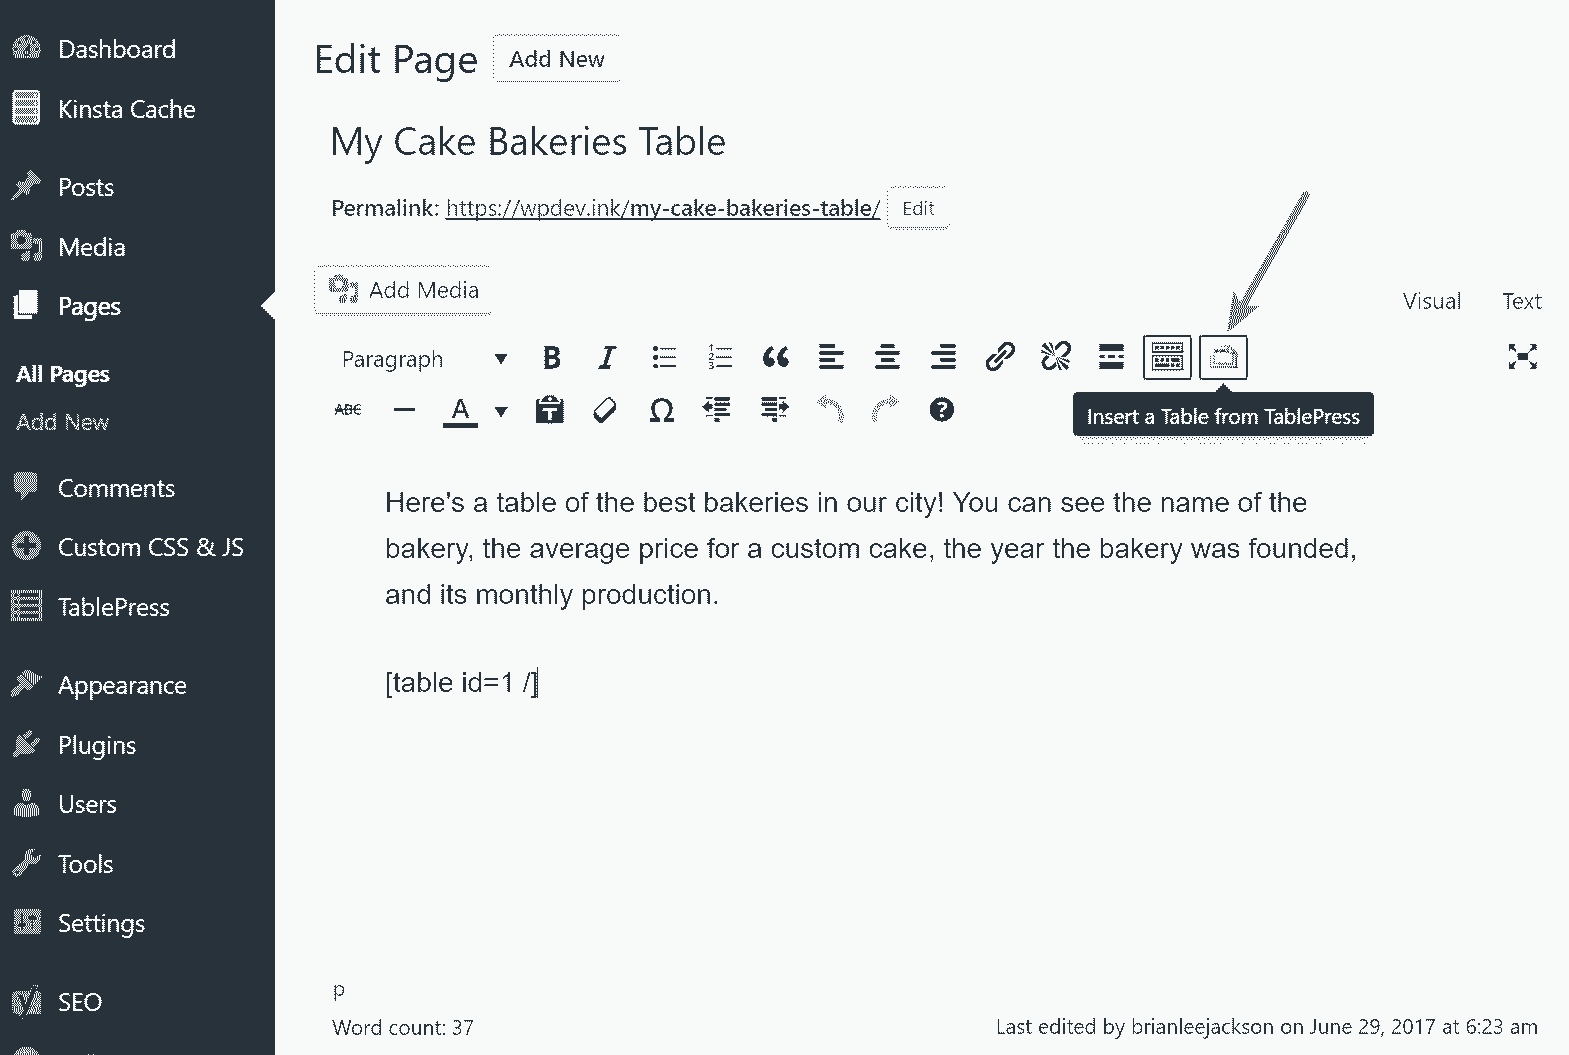 Dashboard
Kinsta Cache
Posts
Media
Pages
All Pages
Add New
Comments
Custom CSS & JS
TablePress
Appearance
Plugins
Users
Tools
Settings
SEO
Edit Page Add New
My Cake Bakeries Table
Permalink: https://wpdev.ink/my-cake-bakeries-table/ Edit
Add Media
Visual Text
Paragraph
ABC
Insert a Table from TablePress
Here's a table of the best bakeries in our city! You can see the name of the
bakery, the average price for a custom cake, the year the bakery was founded,
and its monthly production.
[table id=1 /]
p
Word count: 37
Last edited by brianleejackson on June 29, 2017 at 6:23 am